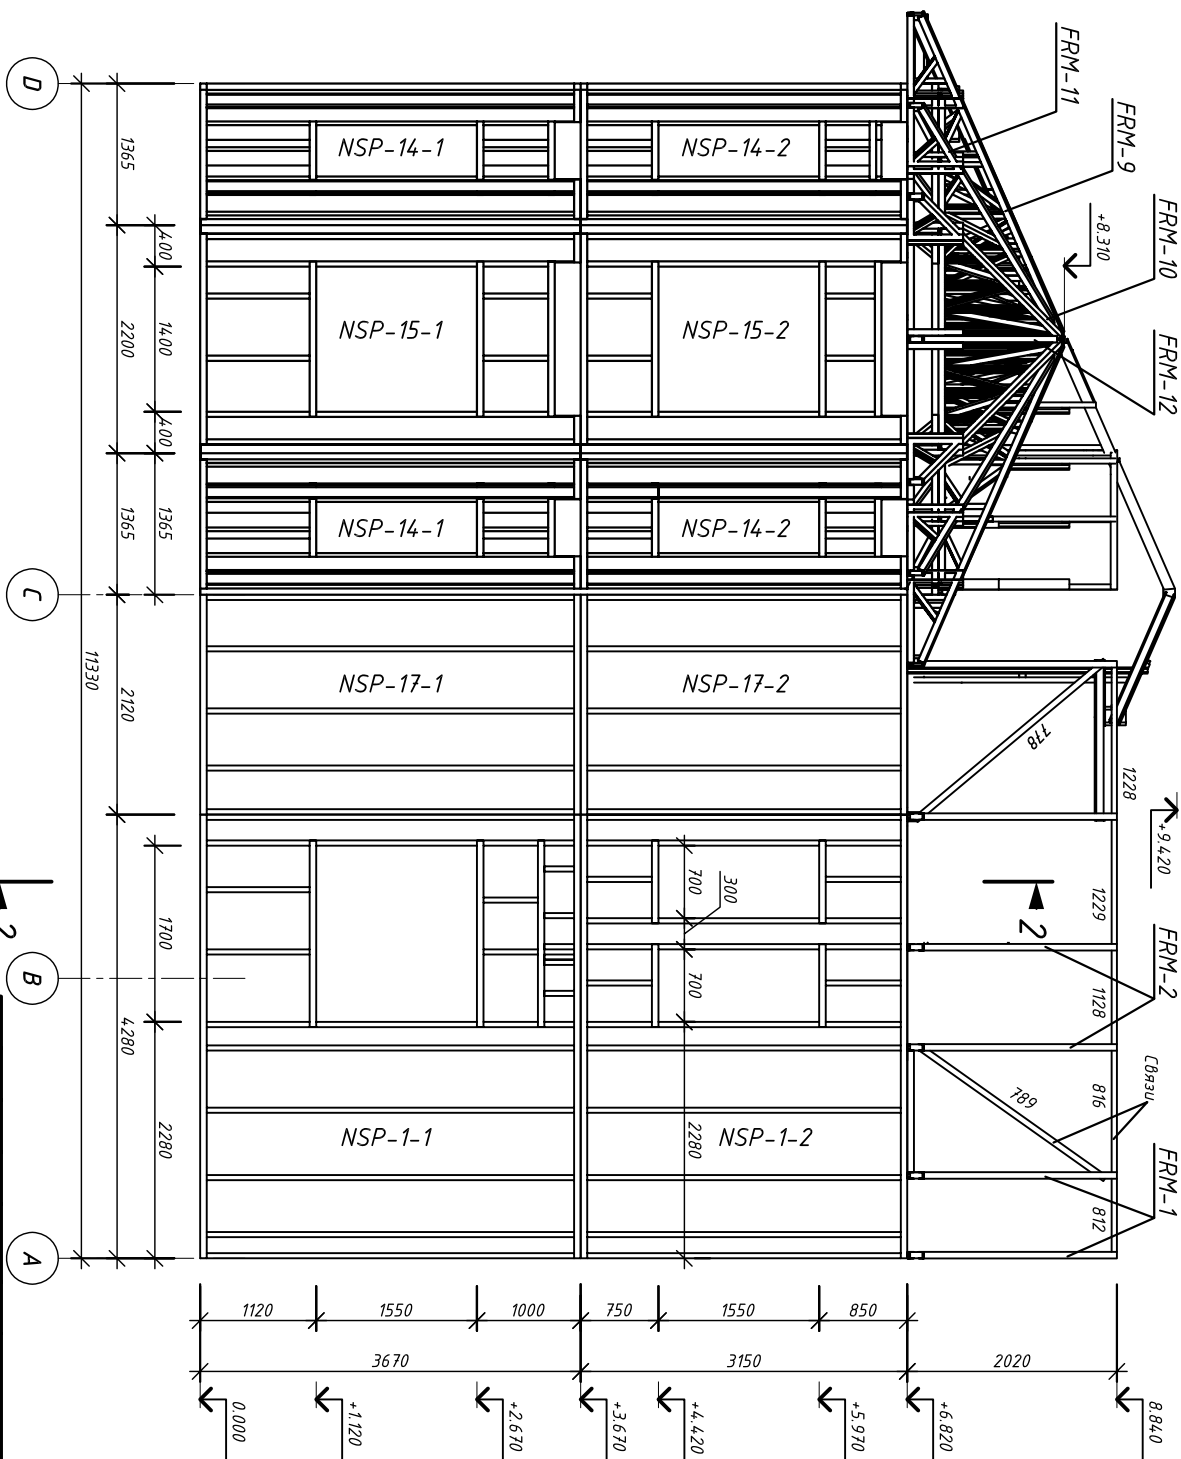 FRM-11
FRM-9
FRM-10
FRM-12
+8.310
D
1365
400
1400
2200
400
1365
1365
C
11330
2120
1700
B
4280
2280
A
NSP-14-1
NSP-14-2
NSP-15-1
NSP-15-2
NSP-14-1
NSP-14-2
NSP-17-1
NSP-17-2
NSP-1-1
NSP-1-2
700
300
700
2280
778
1228
+9.420
1229
2
2
FRM-2
1128
Связи
816
789
FRM-1
812
1120
1550
1000
750
1550
850
3670
3150
2020
0.000
+1.120
+2.670
+3.670
+4.420
+5.970
+6.820
8.840